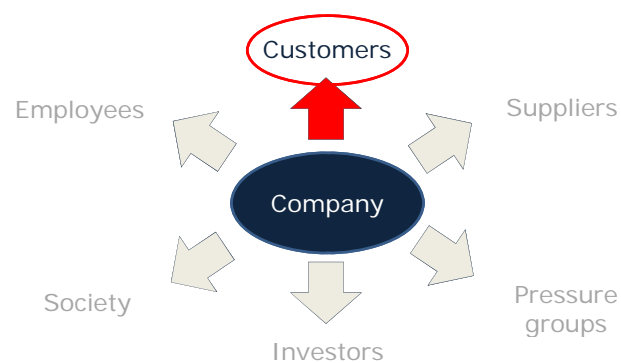 Customers
Employees
Suppliers
Company
Society
Pressure
groups
Investors